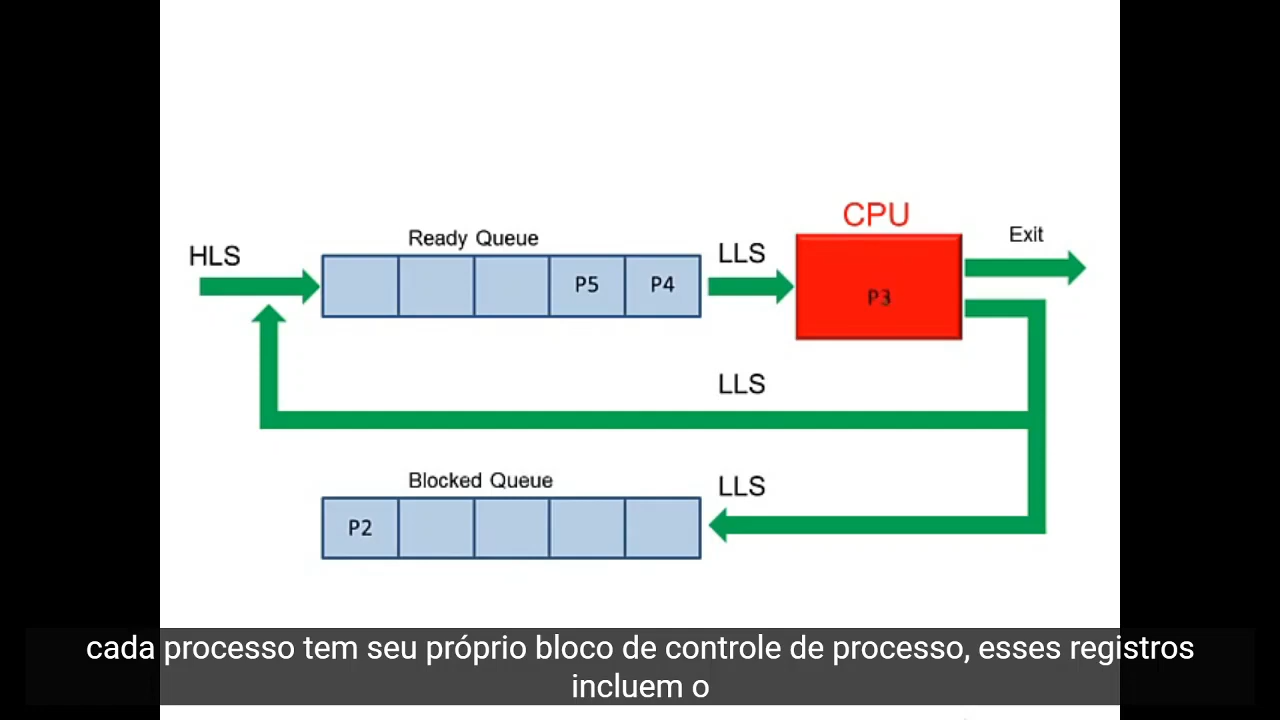 CPU
Exit
Ready Queue
HLS
LLS
P5 P4
P3
LLS
Blocked Queue
LLS
P2
cada processo tem seu próprio bloco de controle de processo, esses registros
incluem o